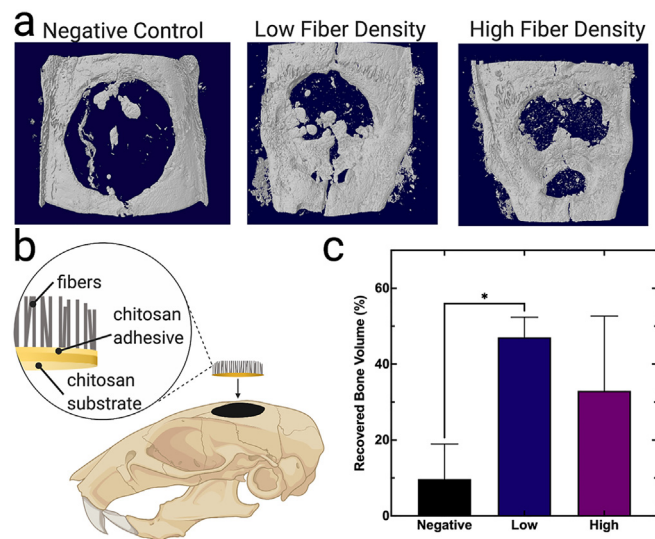 a
Negative Control
Low Fiber Density
High Fiber Density
b
fibers
chitosan
adhesive
chitosan
substrate
c
Recovered Bone Volume (%)
60
40
20
0
*
Negative
Low
High